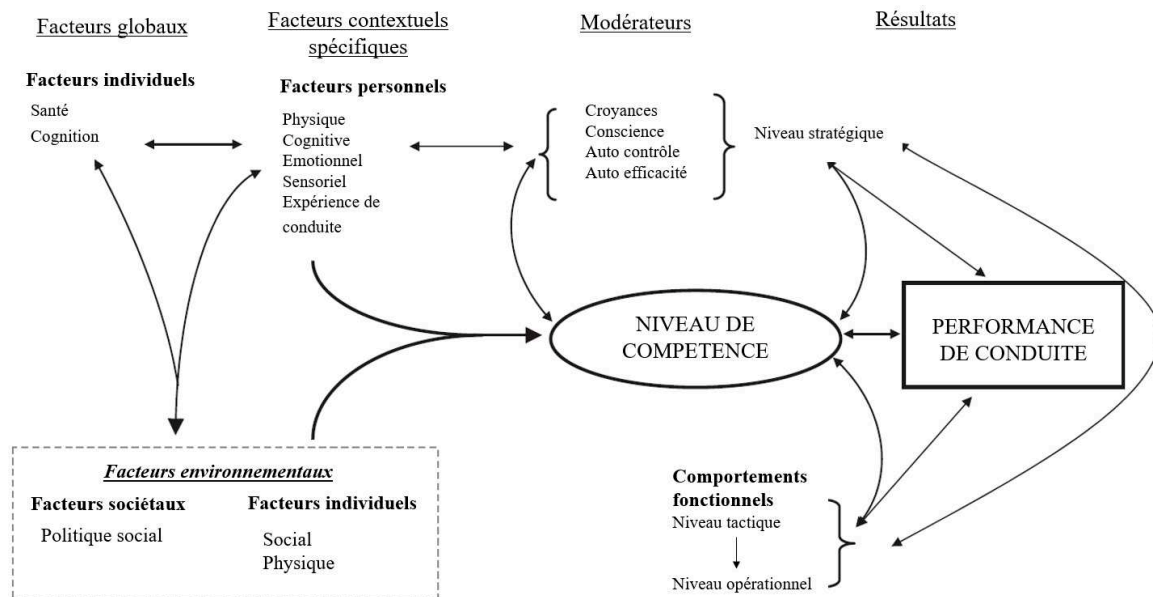 Facteurs globaux
Facteurs contextuels
spécifiques
Modérateurs
Résultats
Facteurs individuels
Santé
Cognition
Facteurs personnels
Physique
Cognitive
Emotionnel
Sensoriel
Expérience de
conduite
Croyances
Conscience
Auto contrôle
Auto efficacité
Niveau stratégique
NIVEAU DE
COMPETENCE
PERFORMANCE
DE CONDUITE
Facteurs environnementaux
Facteurs sociétaux
Politique social
Facteurs individuels
Social
Physique
Comportements
fonctionnels
Niveau tactique
Niveau opérationnel